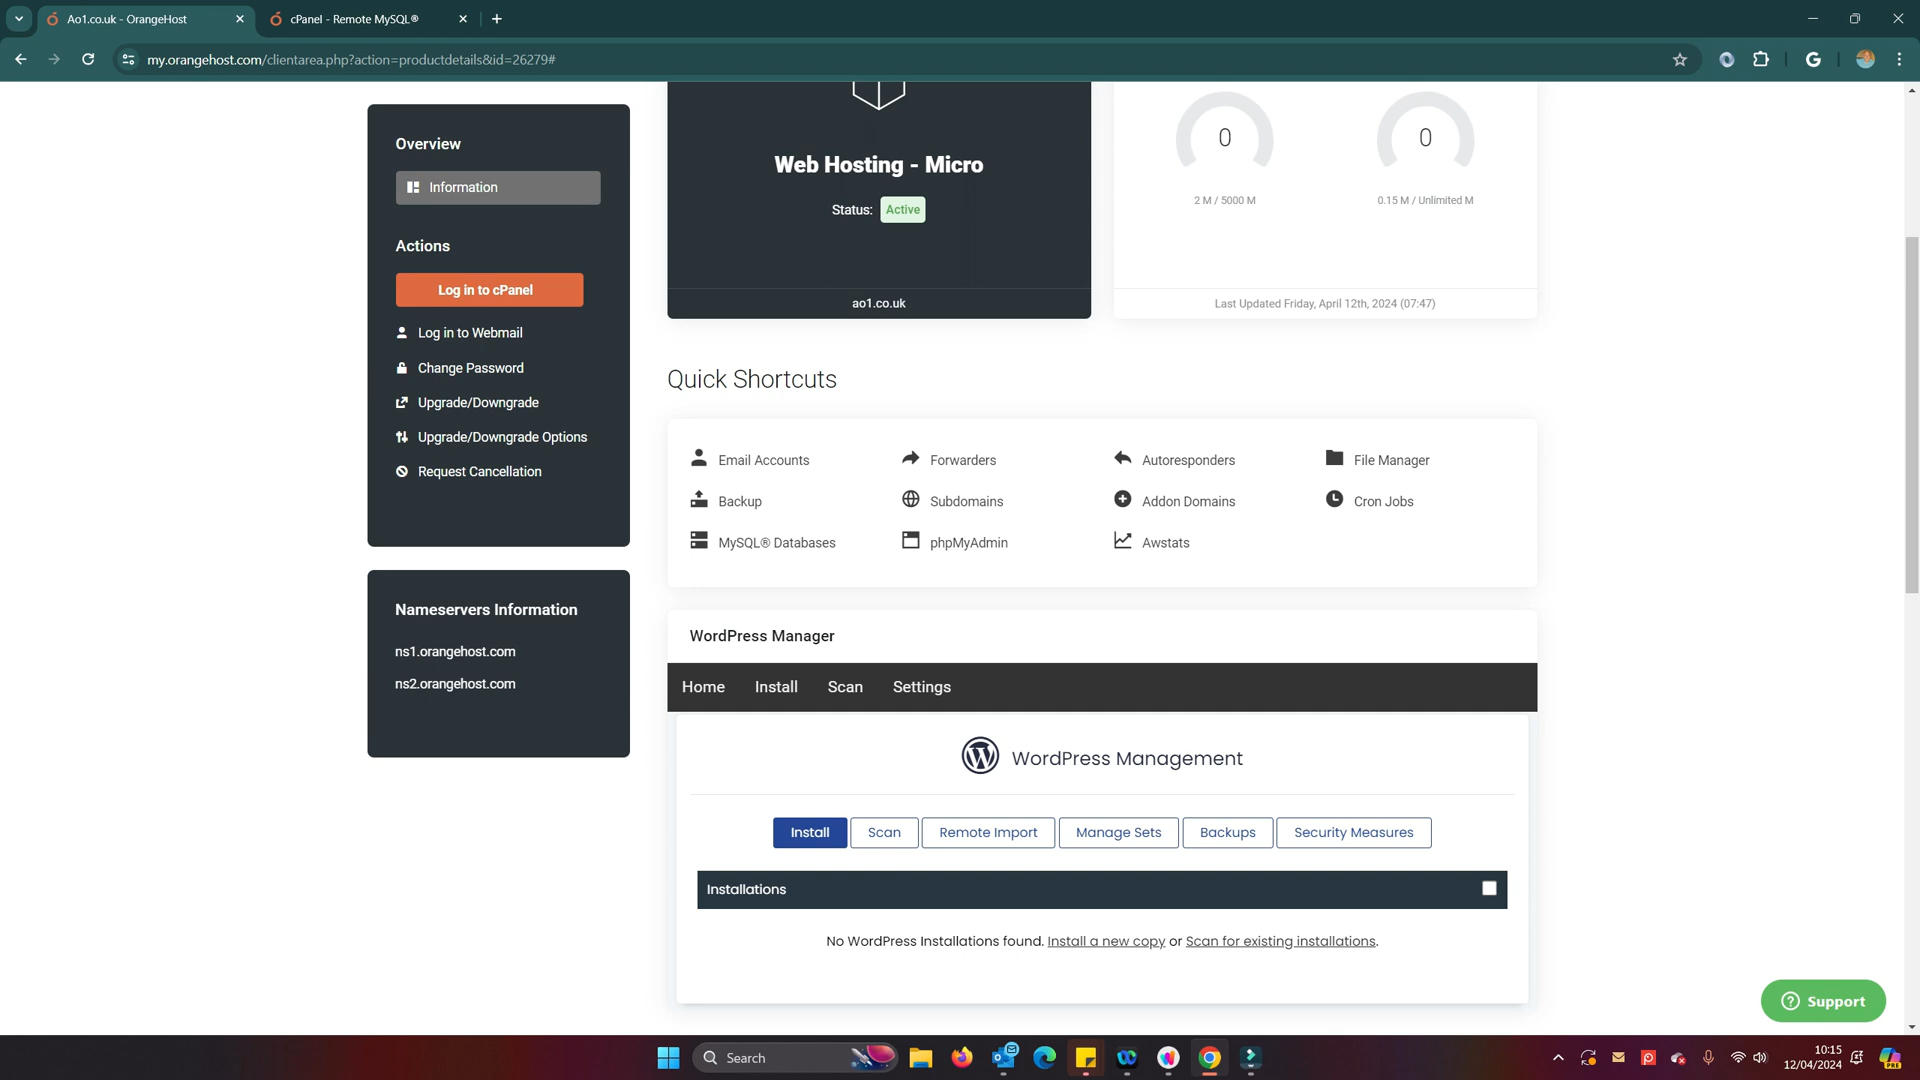 Ao1.co.uk - OrangeHost
cPanel - Remote MySQL®
my.orangehost.com/clientarea.php?action=productdetails&id=26279#
Overview
Information
Actions
Log in to cPanel
Log in to Webmail
Change Password
Upgrade/Downgrade
Upgrade/Downgrade Options
Request Cancellation
Nameservers Information
ns1.orangehost.com
ns2.orangehost.com
Web Hosting - Micro
Status: Active
ao1.co.uk
0
0
2 M / 5000 M
0.15 M / Unlimited M
Last Updated Friday, April 12th, 2024 (07:47)
Quick Shortcuts
Email Accounts
Forwarders
Autoresponders
File Manager
Backup
Subdomains
Addon Domains
Cron Jobs
MySQL® Databases
phpMyAdmin
Awstats
WordPress Manager
Home
Install
Scan
Settings
WordPress Management
Install
Scan
Remote Import
Manage Sets
Backups
Security Measures
Installations
No WordPress Installations found. Install a new copy or Scan for existing installations.
Support
Search
10:15
12/04/2024